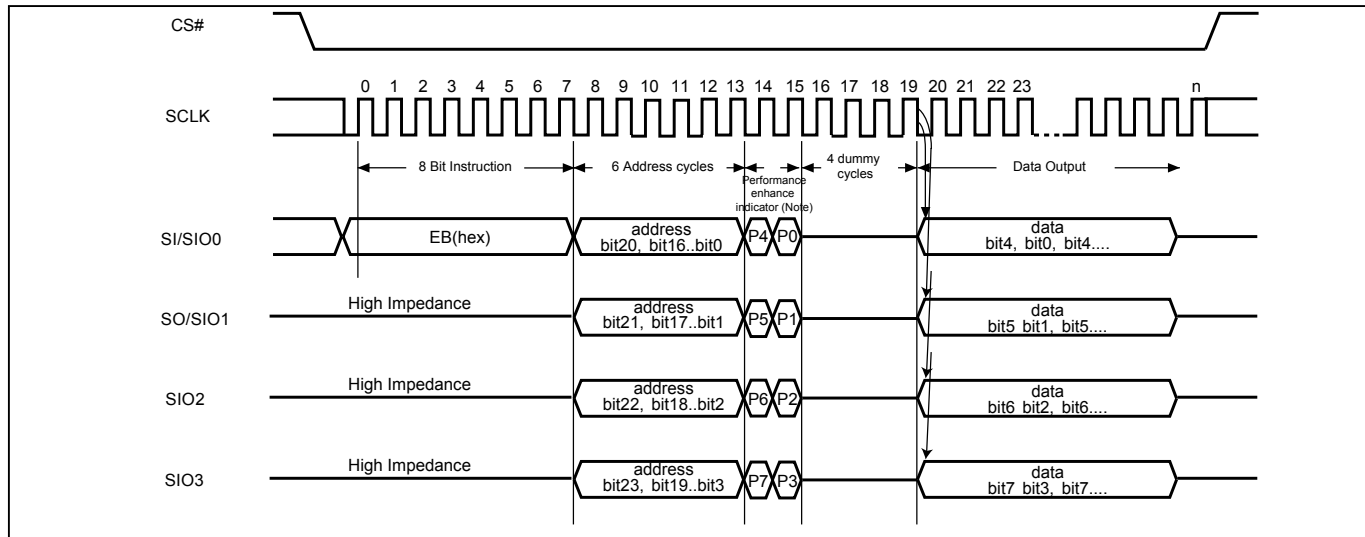 CS#
0 1 2 3 4 5 6 7 8 9 10 11 12 13 14 15 16 17 18 19 20 21 22 23 n
SCLK
8 Bit Instruction 6 Address cycles Performance enhance indicator (Note) 4 dummy cycles Data Output
SI/SIO0 EB(hex) address bit20, bit16..bit0 P4 P0 data bit4, bit0, bit4....
SO/SIO1 High Impedance address bit21, bit17..bit1 P5 P1 data bit5 bit1, bit5....
SIO2 High Impedance address bit22, bit18..bit2 P6 P2 data bit6 bit2, bit6....
SIO3 High Impedance address bit23, bit19..bit3 P7 P3 data bit7 bit3, bit7....